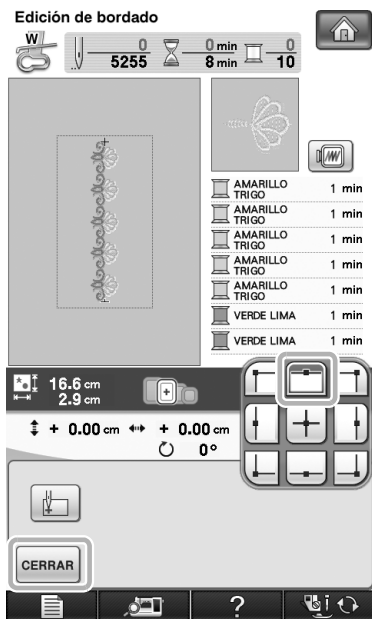 Edición de bordado
W
0
5255
0 min
8 min
0
10
AMARILLO
TRIGO
1 min
AMARILLO
TRIGO
1 min
AMARILLO
TRIGO
1 min
AMARILLO
TRIGO
1 min
AMARILLO
TRIGO
1 min
VERDE LIMA
1 min
VERDE LIMA
1 min
16.6 cm
2.9 cm
+ 0.00 cm
+ 0.00 cm
0°
CERRAR
?